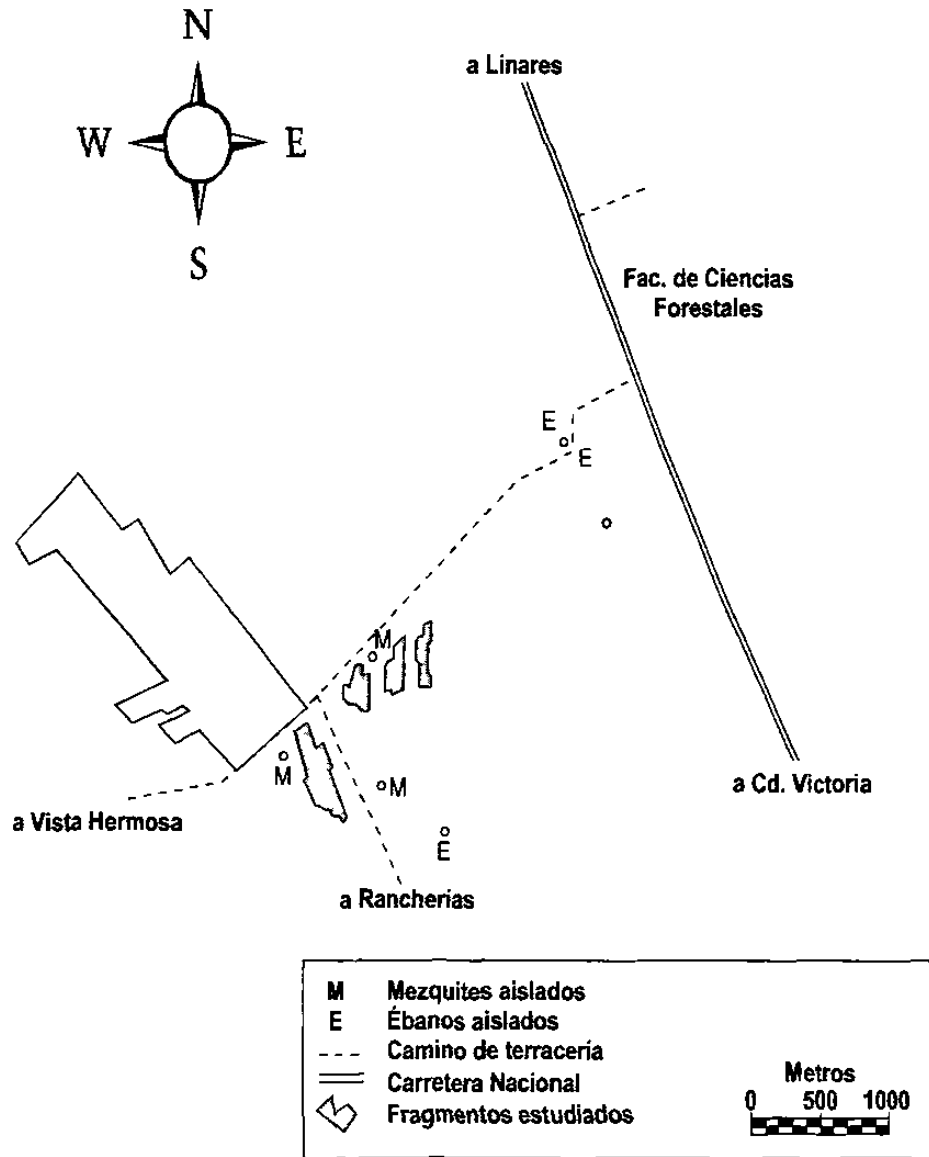 N
W E
S
a Linares
Fac. de Ciencias
Forestales
E
E
M
M
M
a Cd. Victoria
a Vista Hermosa
E
a Rancherias
M Mezquites aislados
E Ébanos aislados
Camino de terracería
Carretera Nacional
Fragmentos estudiados
Metros
0 500 1000